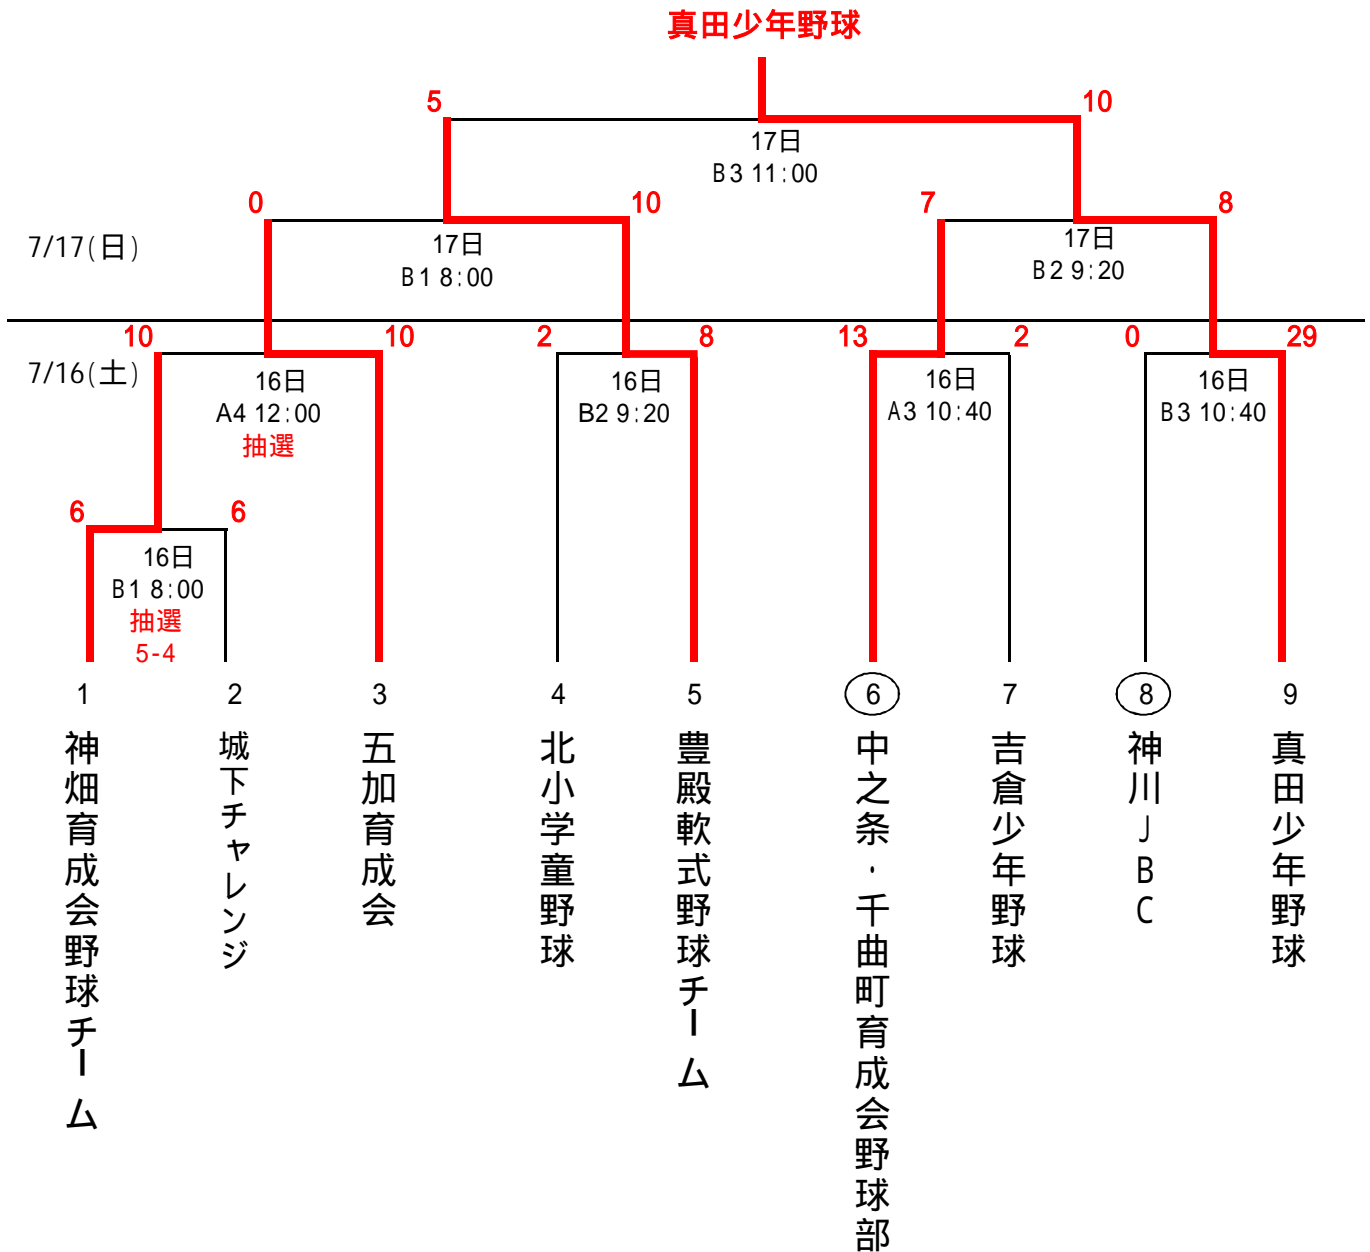 真田少年野球
5
10
17日
B3 11:00
0
10
7
8
7/17(日)
17日
B1 8:00
17日
B2 9:20
10
10
2
8
13
2
0
29
7/16(土)
16日
A4 12:00
抽選
16日
B2 9:20
16日
A3 10:40
16日
B3 10:40
6
6
16日
B1 8:00
抽選
5-4
1
2
3
4
5
6
7
8
9
神畑育成会野球チーム
城下チャレンジ
五加育成会
北小学童野球
豊殿軟式野球チーム
中之条・千曲町育成会野球部
吉倉少年野球
神川JBC
真田少年野球